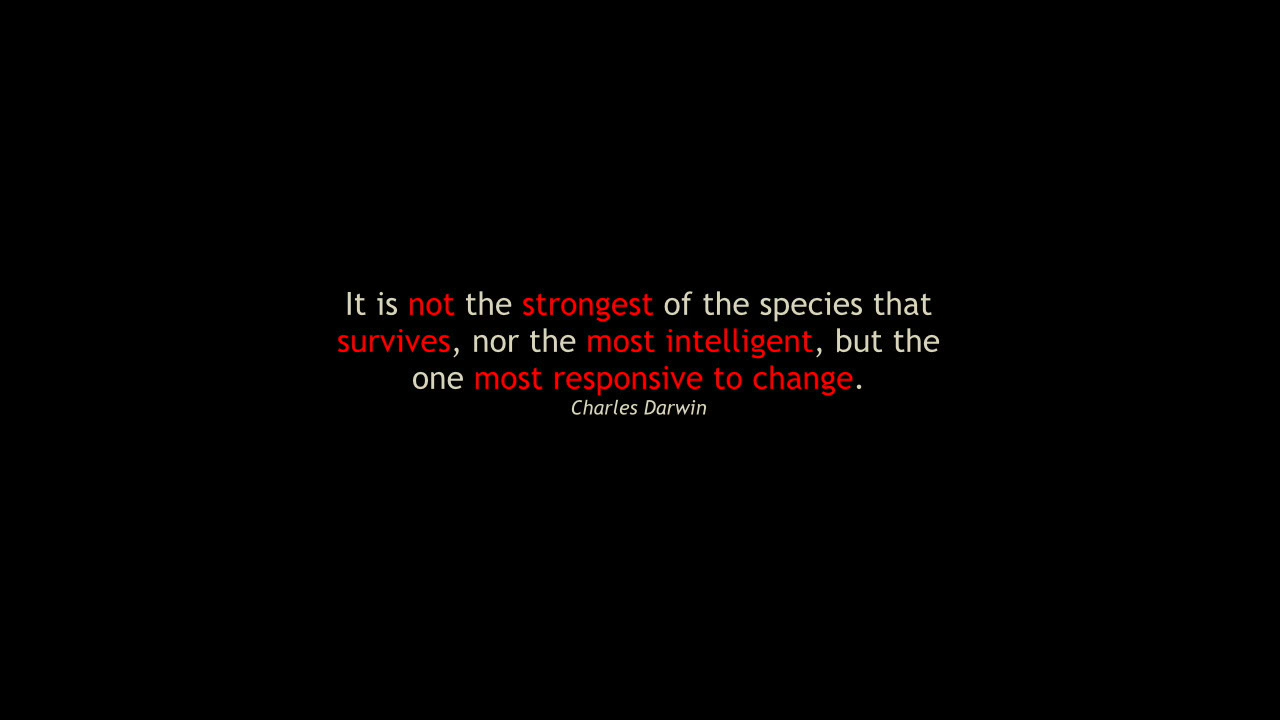 It is not the strongest of the species that
survives, nor the most intelligent, but the
one most responsive to change.
Charles Darwin